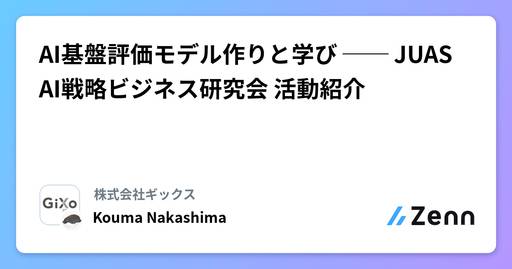 AI基盤評価モデル作りと学び ── JUAS
AI戦略ビジネス研究会 活動紹介
株式会社ギックス
GiXo
Kouma Nakashima
Zenn